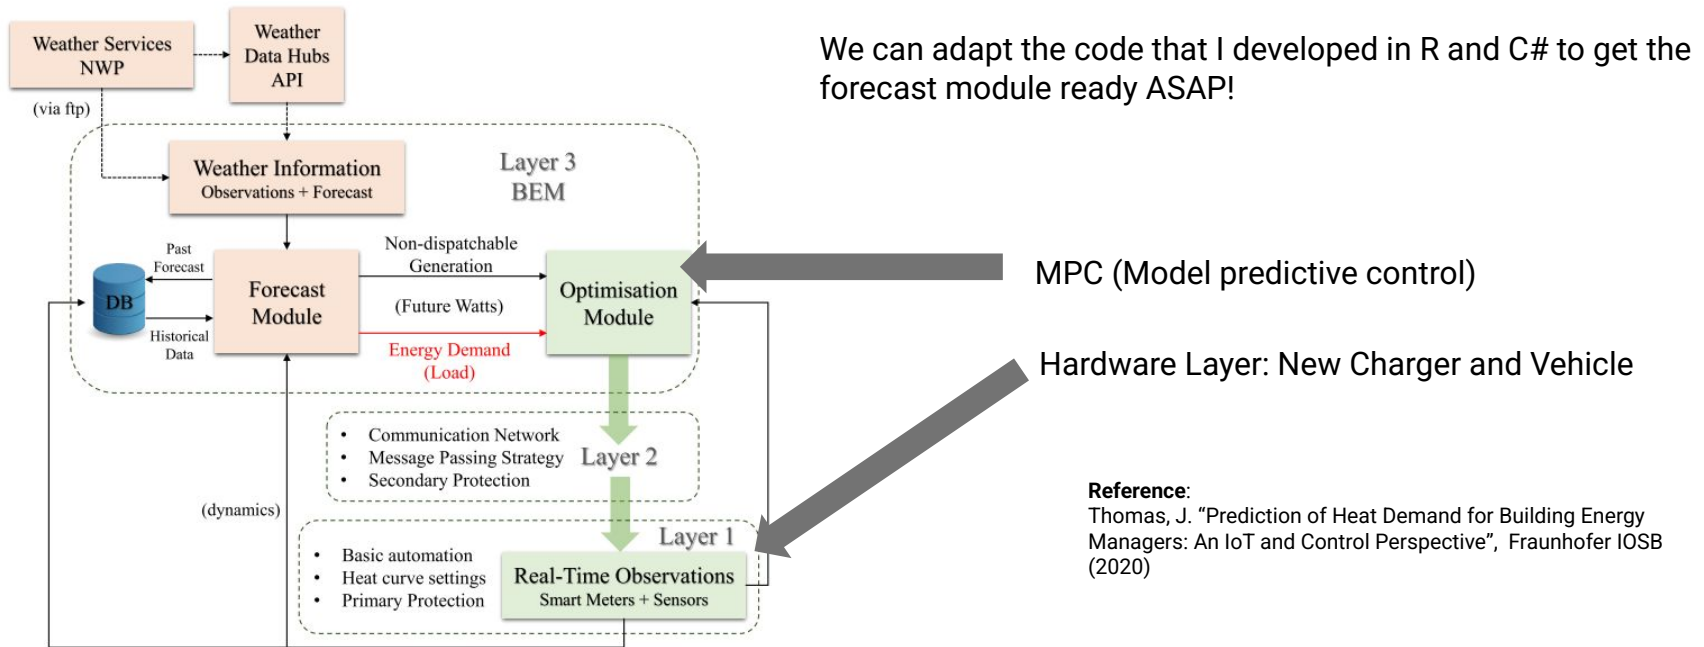 Weather Services
NWP
Weather
Data Hubs
API
(via ftp)
We can adapt the code that I developed in R and C# to get the
forecast module ready ASAP!
Weather Information
Observations + Forecast
Layer 3
BEM
Past
Forecast
DB
Historical
Data
Forecast
Module
Non-dispatchable
Generation
(Future Watts)
Energy Demand
(Load)
Optimisation
Module
MPC (Model predictive control)
Hardware Layer: New Charger and Vehicle
• Communication Network
• Message Passing Strategy
• Secondary Protection
Layer 2
(dynamics)
Layer 1
• Basic automation
• Heat curve settings
• Primary Protection
Real-Time Observations
Smart Meters + Sensors
Reference:
Thomas, J. “Prediction of Heat Demand for Building Energy
Managers: An IoT and Control Perspective”, Fraunhofer IOSB
(2020)